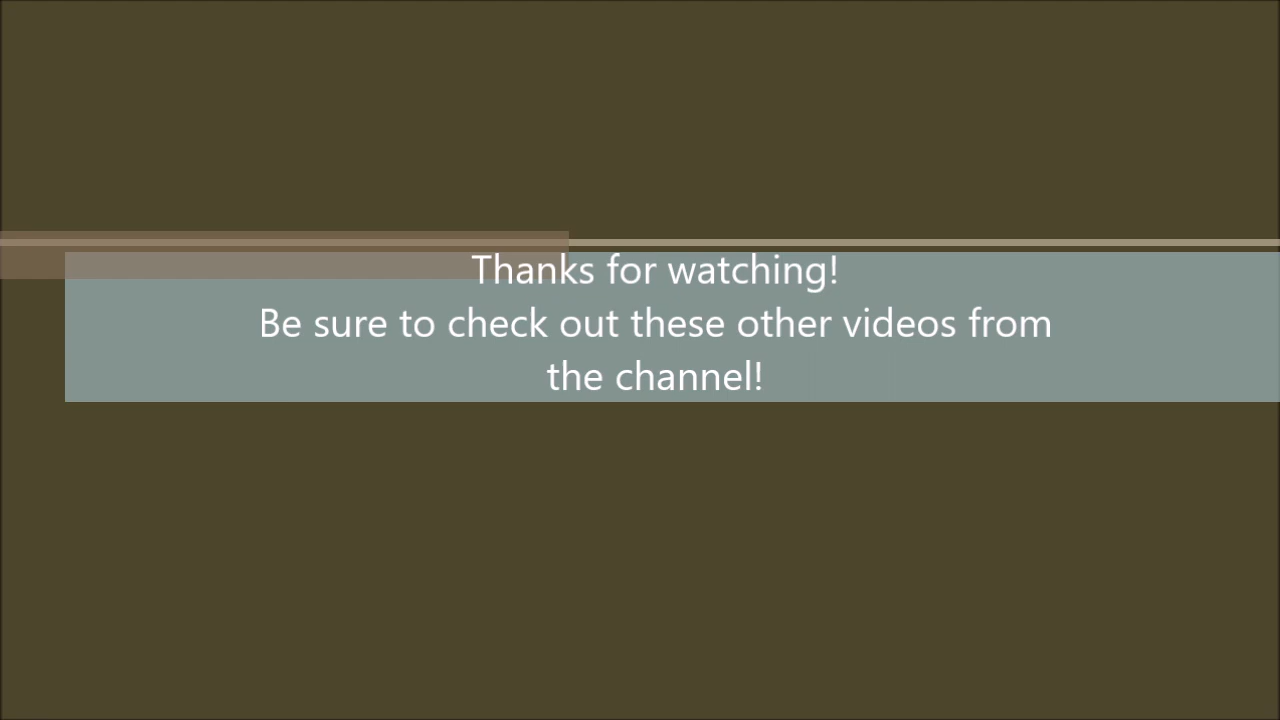 Thanks for watching!
Be sure to check out these other videos from
the channel!